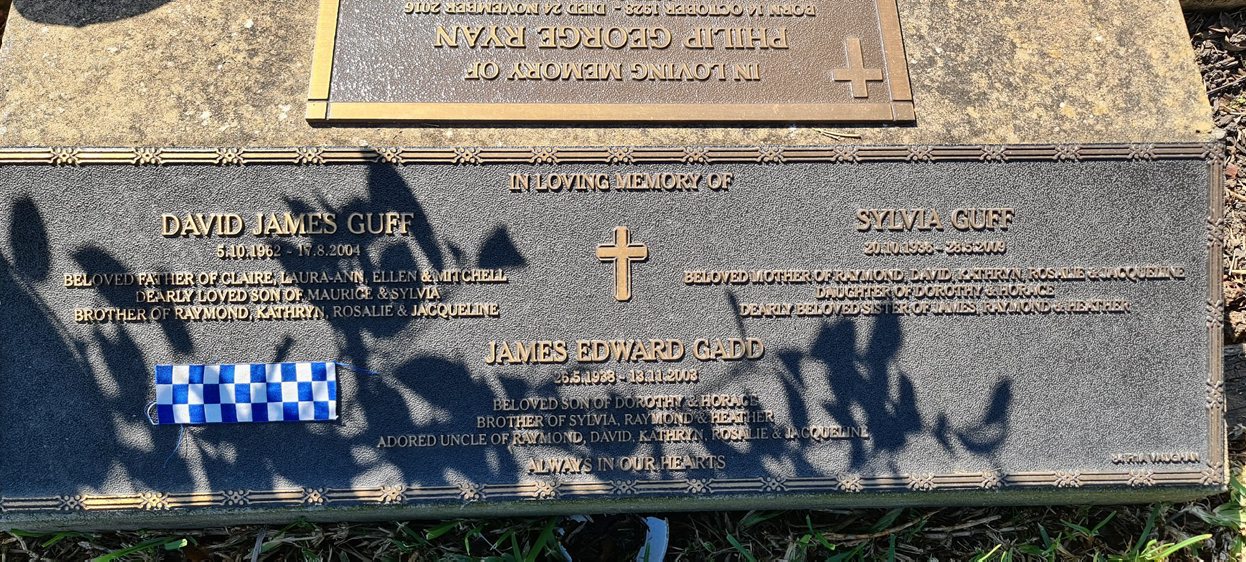 IN LOVING MEMORY OF
PHILIP GEORGE RYAN
BORN 14 OCTOBER 1928 - DIED 24 NOVEMBER 2016
IN LOVING MEMORY OF
DAVID JAMES GUFF
5.10.1962 - 17.8.2004
BELOVED FATHER OF CLAIRE, LAURA-ANN, ELLEN & MITCHELL
DEARLY LOVED SON OF MAURICE & SYLVIA
BROTHER OF RAYMOND, KATHRYN, ROSALIE & JACQUELINE
SYLVIA GUFF
BELOVED MOTHER OF RAYMOND, DAVID, KATHRYN, ROSALIE & JACQUELINE
DAUGHTER OF DOROTHY & HORACE
DEARLY BELOVED SISTER OF JAMES, RAYMOND & HEATHER
JAMES EDWARD GADD
13.11.2003
BELOVED SON OF DOROTHY & HORACE
BROTHER OF SYLVIA, RAYMOND & HEATHER
ADORED UNCLE OF RAYMOND, DAVID, KATHRYN, ROSALIE & JACQUELINE
ALWAYS IN OUR HEARTS
VAUGHAN